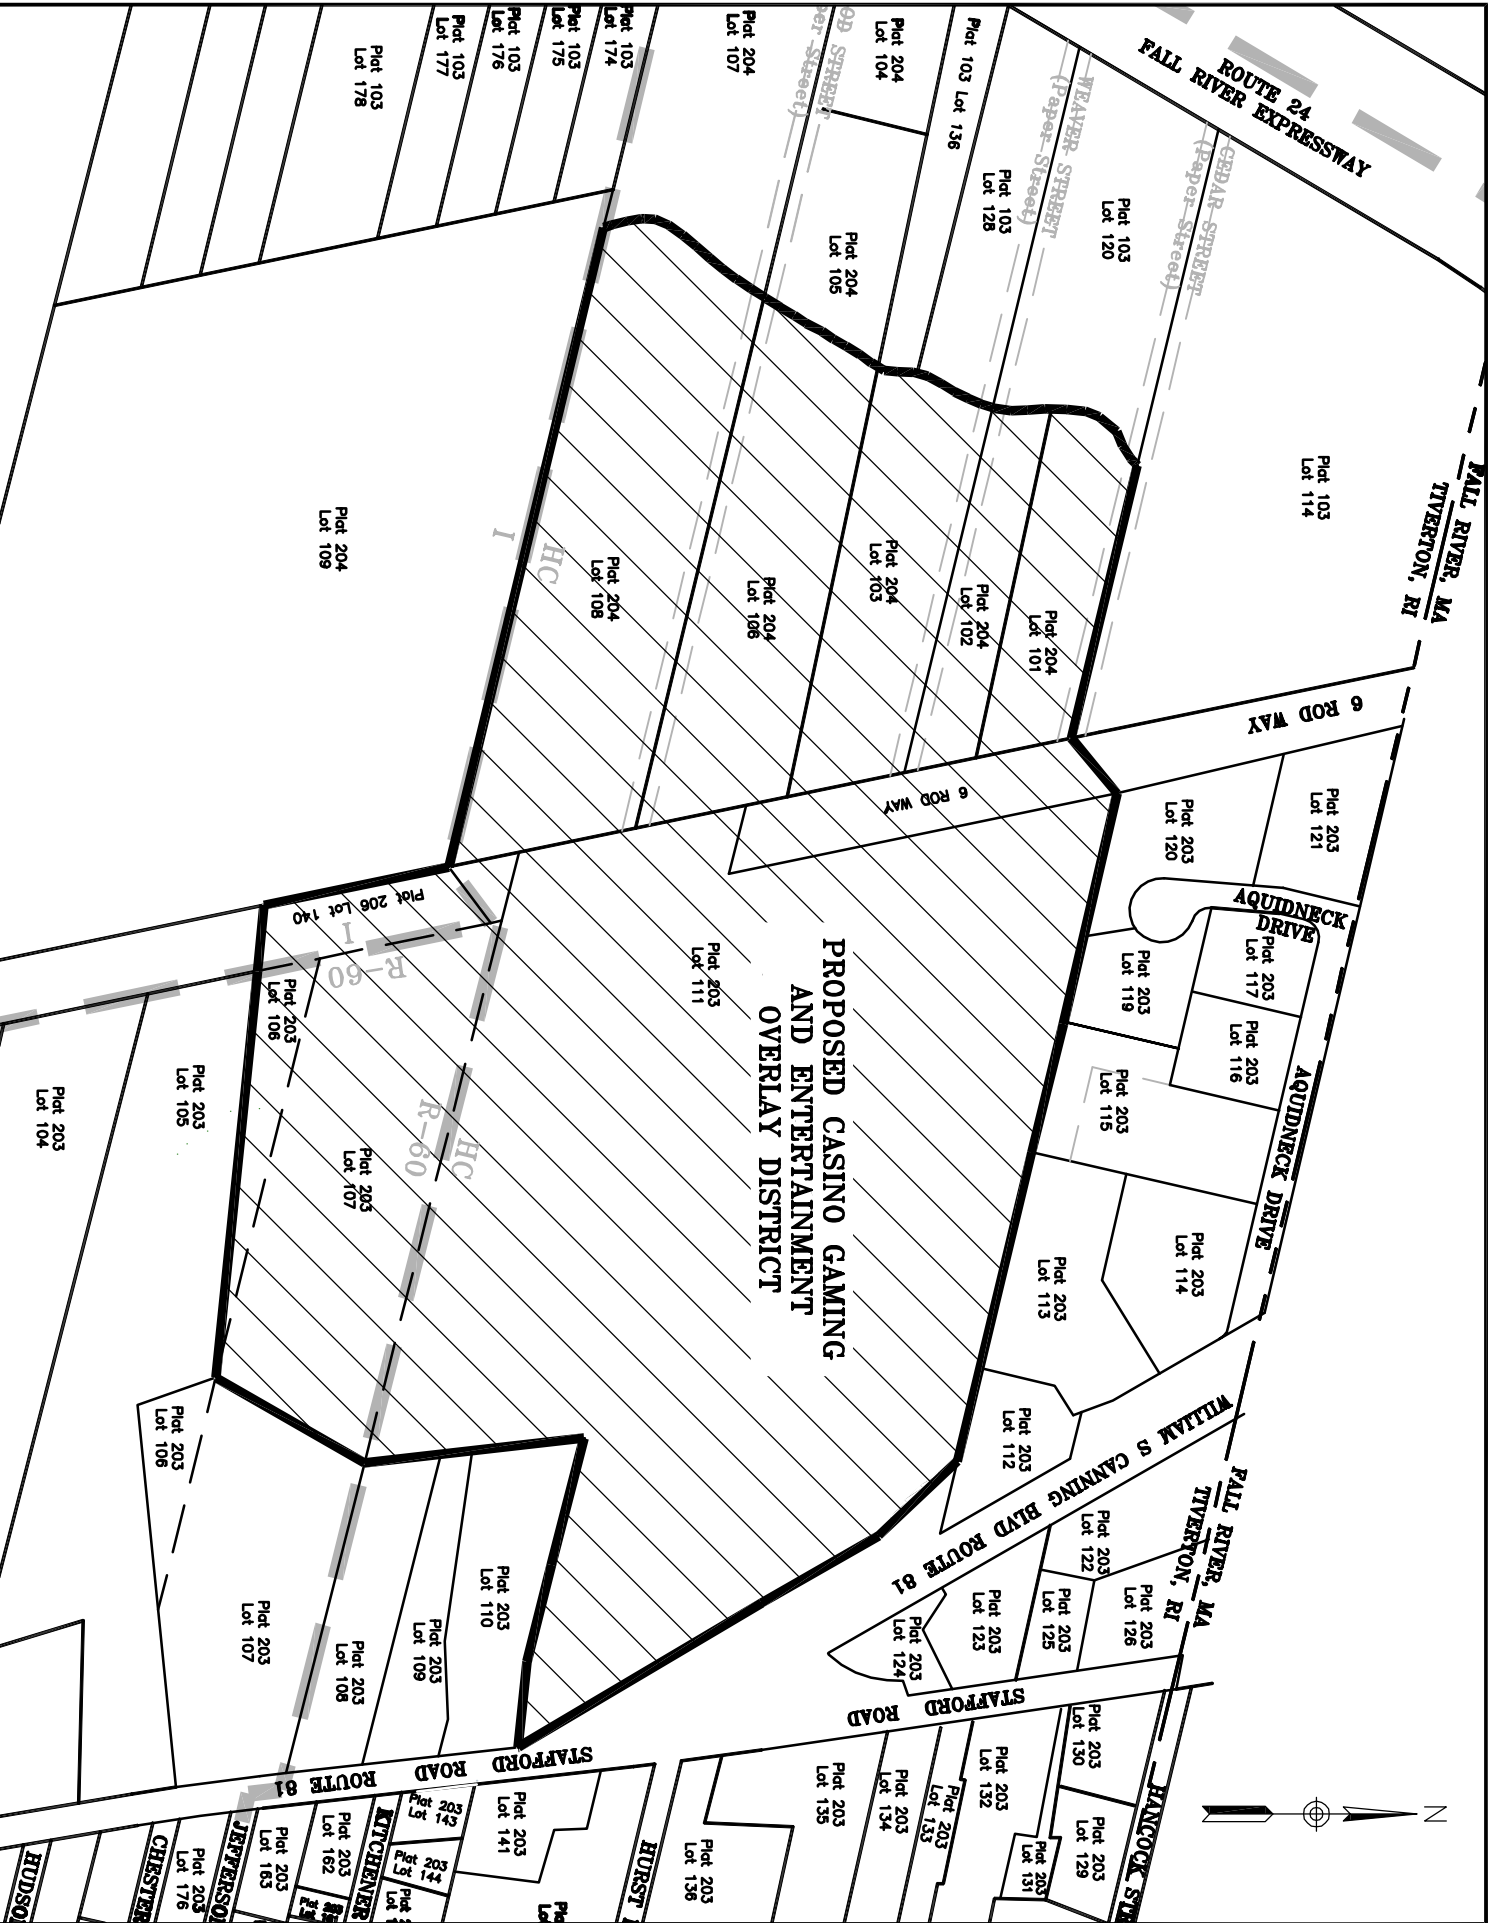 ROUTE 24
FALL RIVER EXPRESSWAY
FALL RIVER, MA
TIVERTON, RI
Plat 103
Lot 114
CEDAR STREET
(Paper Street)
Plat 103
Lot 120
WEAVER STREET
(Paper Street)
Plat 103
Lot 128
Plat 103 Lot 136
Plat 204
Lot 104
OD STREET
per Street)
Plat 204
Lot 105
Plat 204
Lot 107
Plat 103
Lot 174
Plat 103
Lot 175
Plat 103
Lot 176
Plat 103
Lot 177
Plat 103
Lot 178
Plat 204
Lot 109
I
HC
Plat 204
Lot 108
Plat 204
Lot 106
Plat 204
Lot 103
Plat 204
Lot 102
Plat 204
Lot 101
6 ROD WAY
6 ROD WAY
Plat 203
Lot 121
Plat 203
Lot 120
AQUIDNECK
DRIVE
Plat 203
Lot 117
Plat 203
Lot 119
Plat 203
Lot 116
Plat 203
Lot 115
AQUIDNECK DRIVE
Plat 203
Lot 114
Plat 203
Lot 113
Plat 203
Lot 112
PROPOSED CASINO GAMING
AND ENTERTAINMENT
OVERLAY DISTRICT
Plat 203
Lot 111
Plat 206 Lot 140
I
R-60
Plat 203
Lot 106
HC
R-60
Plat 203
Lot 107
Plat 203
Lot 105
Plat 203
Lot 104
WILLIAM S CANNING BLVD ROUTE 81
FALL RIVER, MA
TIVERTON, RI
Plat 203
Lot 122
Plat 203
Lot 126
Plat 203
Lot 125
Plat 203
Lot 123
Plat 203
Lot 124
STAFFORD ROAD
Plat 203
Lot 110
Plat 203
Lot 109
Plat 203
Lot 108
Plat 203
Lot 107
Plat 203
Lot 106
STAFFORD ROAD ROUTE 81
HANCOCK STR
Plat 203
Lot 130
Plat 203
Lot 129
Plat 203
Lot 132
Plat 203
Lot 131
Plat 203
Lot 133
Plat 203
Lot 134
Plat 203
Lot 135
Plat 203
Lot 136
HURST
Plat 203
Lot 141
Plat 203
Lot 143
Plat 203
Lot 144
KITCHENER
Plat 203
Lot 162
Plat 203
Lot 163
JEFFERSON
Plat 203
Lot 176
CHESTER
HUDSON
N